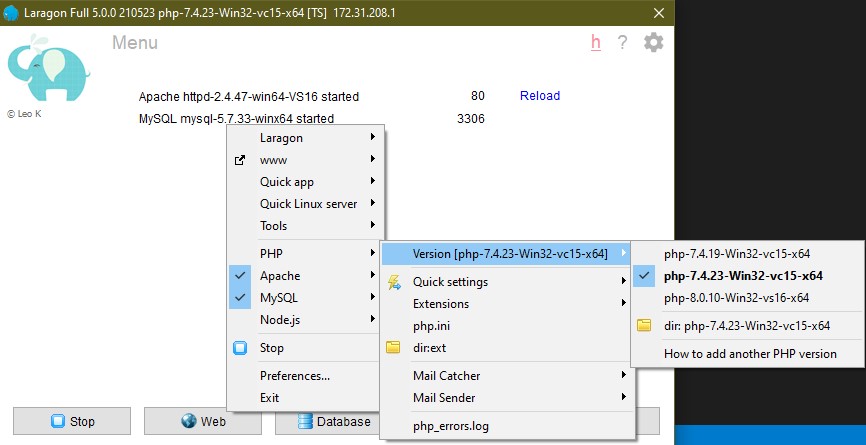 Laragon Full 5.0.0 210523 php-7.4.23-Win32-vc15-x64 [TS]  172.31.208.1
Menu
h ?
© Leo K
Apache httpd-2.4.47-win64-VS16 started 80 Reload
MySQL mysql-5.7.33-winx64 started 3306
Laragon
www
Quick app
Quick Linux server
Tools
PHP
Apache
MySQL
Node.js
Stop
Preferences...
Exit
Version [php-7.4.23-Win32-vc15-x64]
Quick settings
Extensions
php.ini
dir:ext
Mail Catcher
Mail Sender
php_errors.log
php-7.4.19-Win32-vc15-x64
php-7.4.23-Win32-vc15-x64
php-8.0.10-Win32-vs16-x64
dir: php-7.4.23-Win32-vc15-x64
How to add another PHP version
Stop Web Database